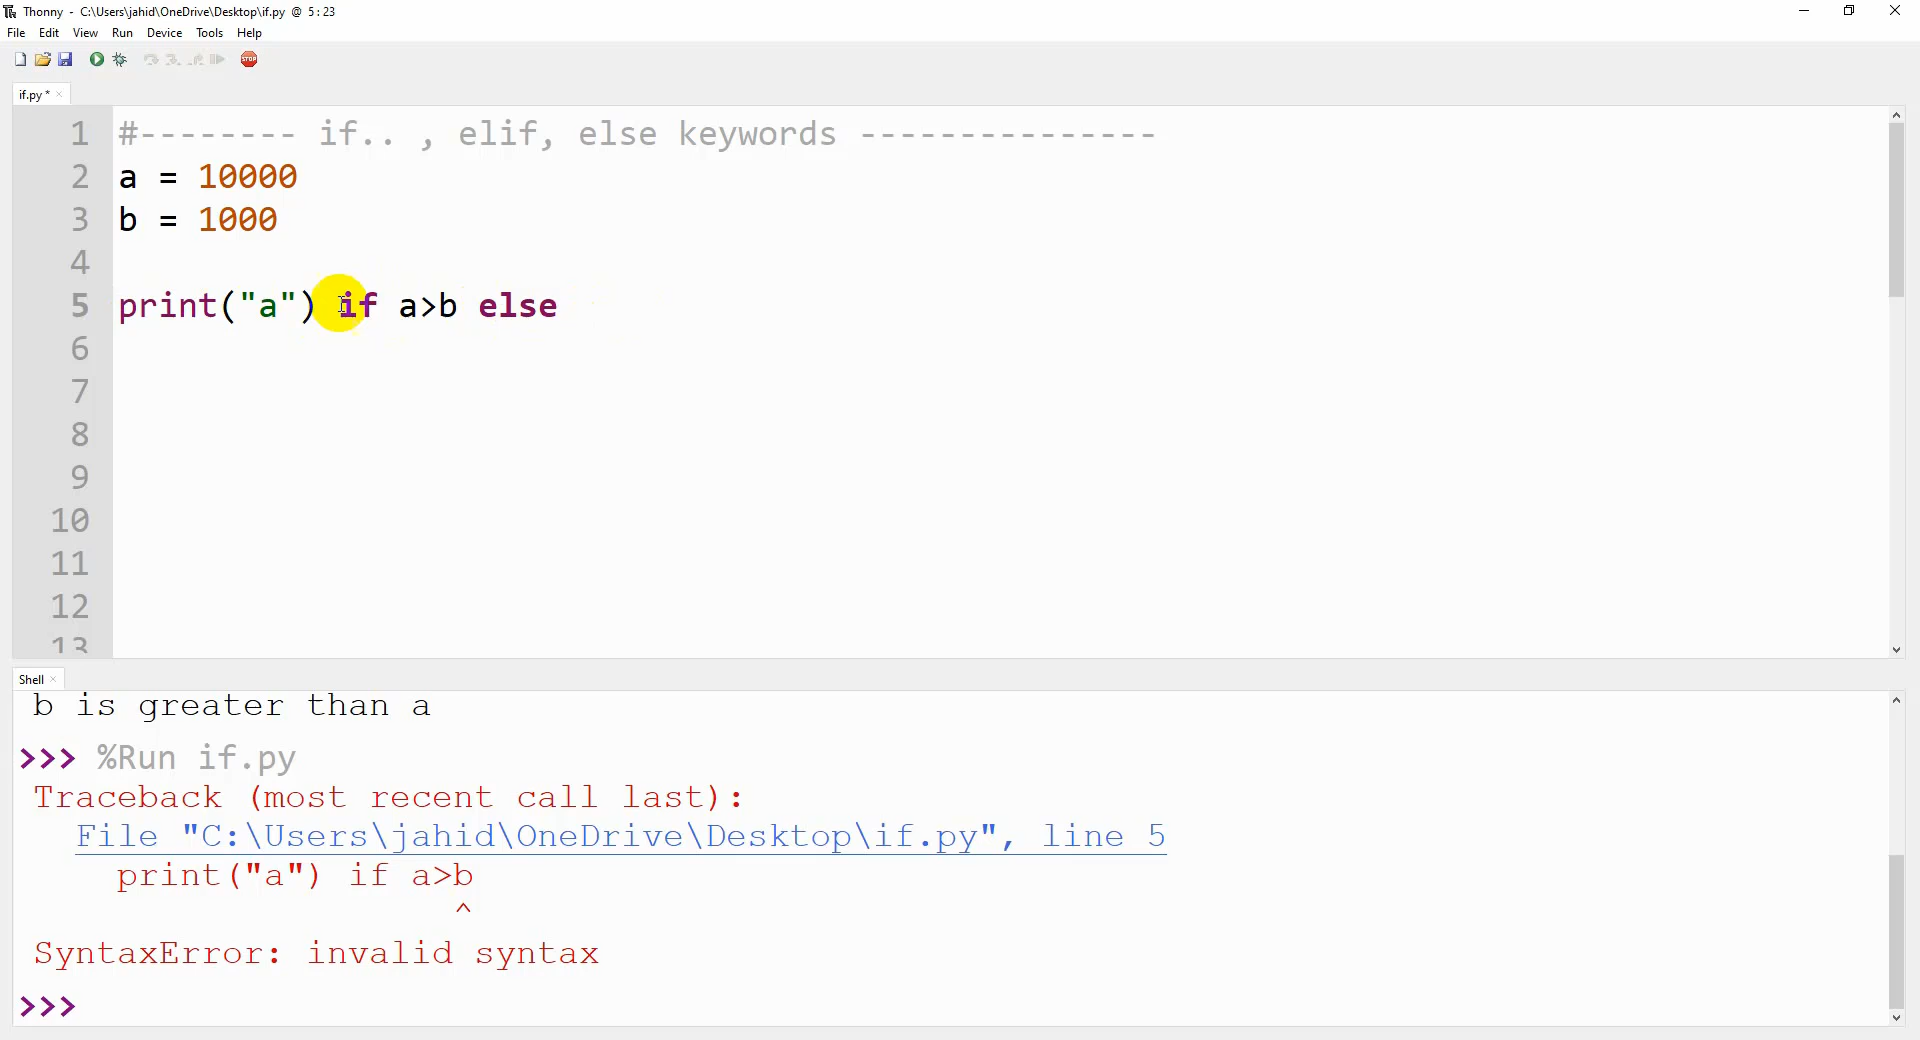 Thonny - C:\Users\jahid\OneDrive\Desktop\if.py @ 5:23
File Edit View Run Device Tools Help
STOP
if.py * ×
1 #-------- if.. , elif, else keywords ---------------
2 a = 10000
3 b = 1000
4
5 print("a") if a>b else
6
7
8
9
10
11
12
13
Shell ×
b is greater than a
>>> %Run if.py
Traceback (most recent call last):
File "C:\Users\jahid\OneDrive\Desktop\if.py", line 5
print("a") if a>b
^
SyntaxError: invalid syntax
>>>